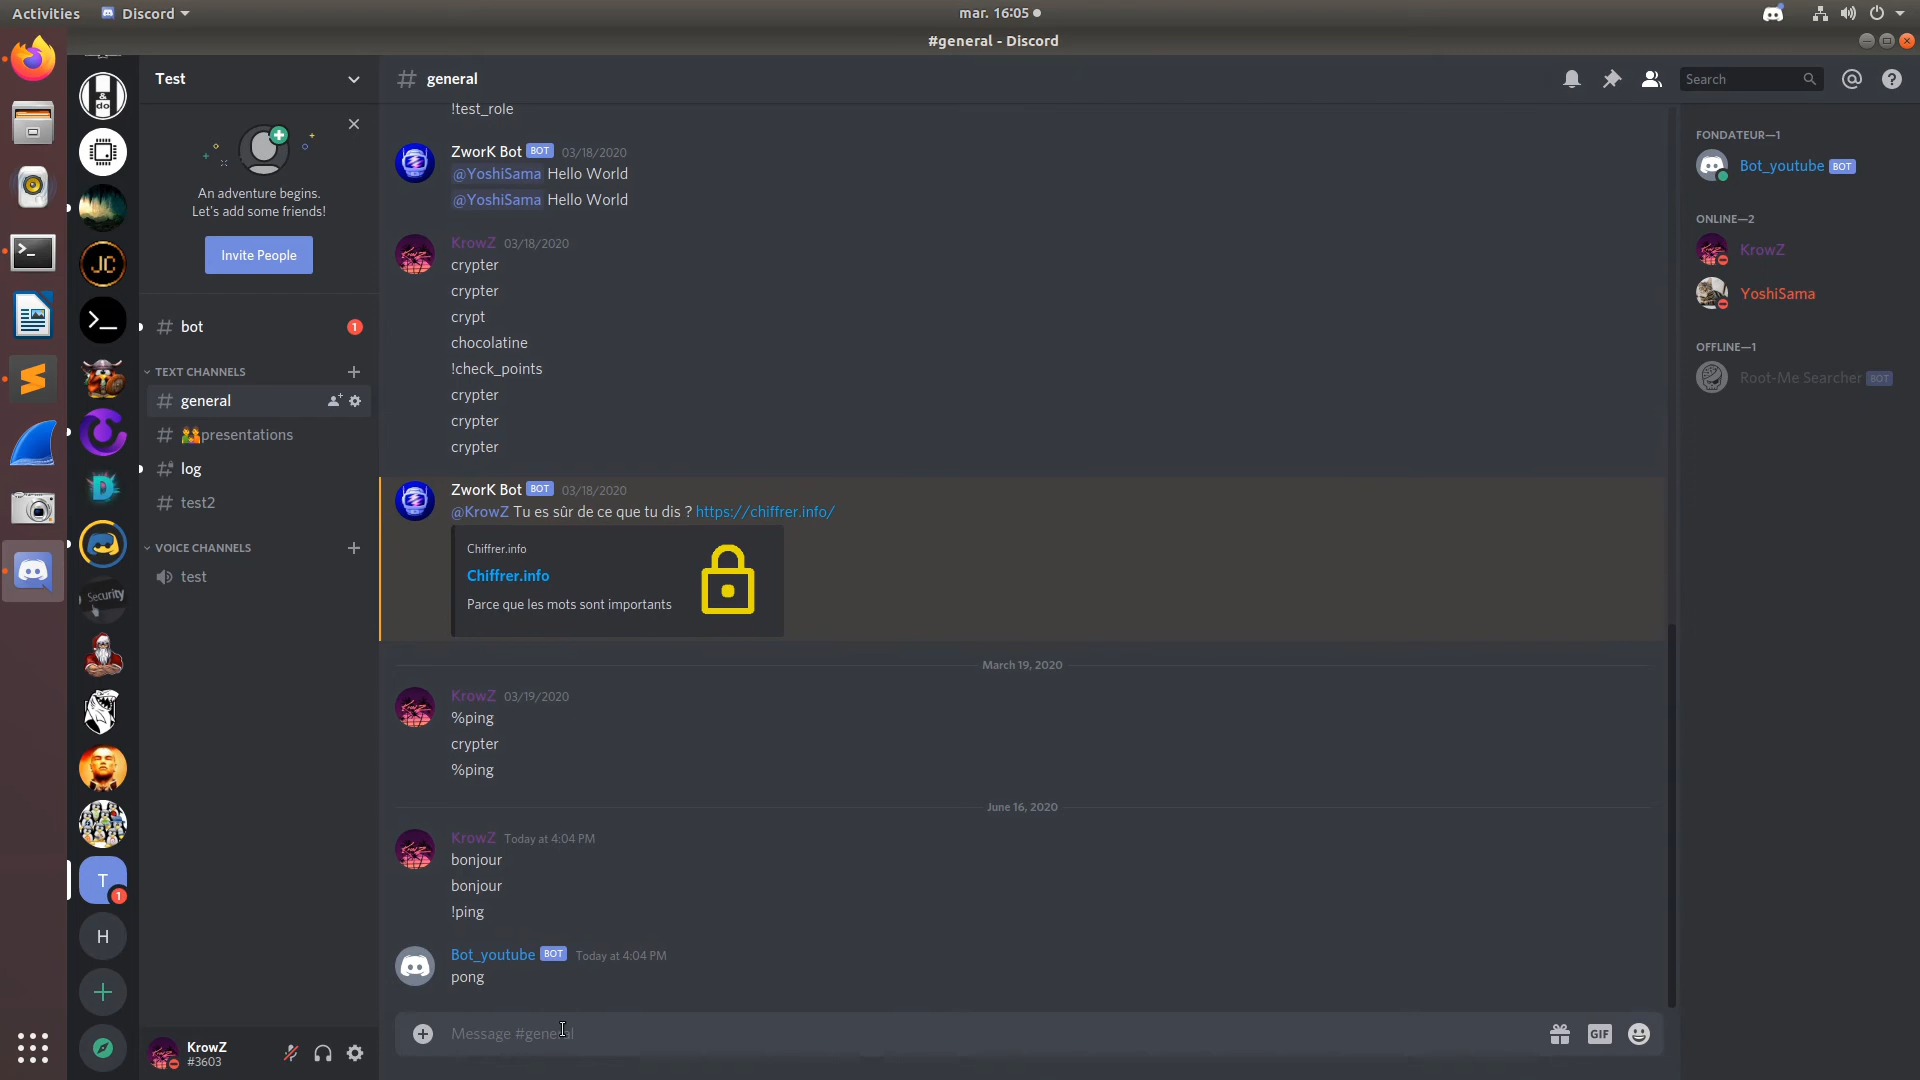 Activities
Discord
mar. 16:05
#general - Discord
&
do
JC
Security
T
1
H
Test
An adventure begins.
Let's add some friends!
Invite People
bot
1
TEXT CHANNELS
general
presentations
log
test2
VOICE CHANNELS
test
KrowZ
#3603
general
Search
!test_role
ZworK Bot BOT 03/18/2020
@YoshiSama Hello World
@YoshiSama Hello World
KrowZ 03/18/2020
crypter
crypter
crypt
chocolatine
!check_points
crypter
crypter
crypter
ZworK Bot BOT 03/18/2020
@KrowZ Tu es sûr de ce que tu dis ? https://chiffrer.info/
Chiffrer.info
Chiffrer.info
Parce que les mots sont importants
March 19, 2020
KrowZ 03/19/2020
%ping
crypter
%ping
June 16, 2020
KrowZ Today at 4:04 PM
bonjour
bonjour
!ping
Bot_youtube BOT Today at 4:04 PM
pong
Message #general
GIF
FONDATEUR—1
Bot_youtube BOT
ONLINE—2
KrowZ
YoshiSama
OFFLINE—1
Root-Me Searcher BOT